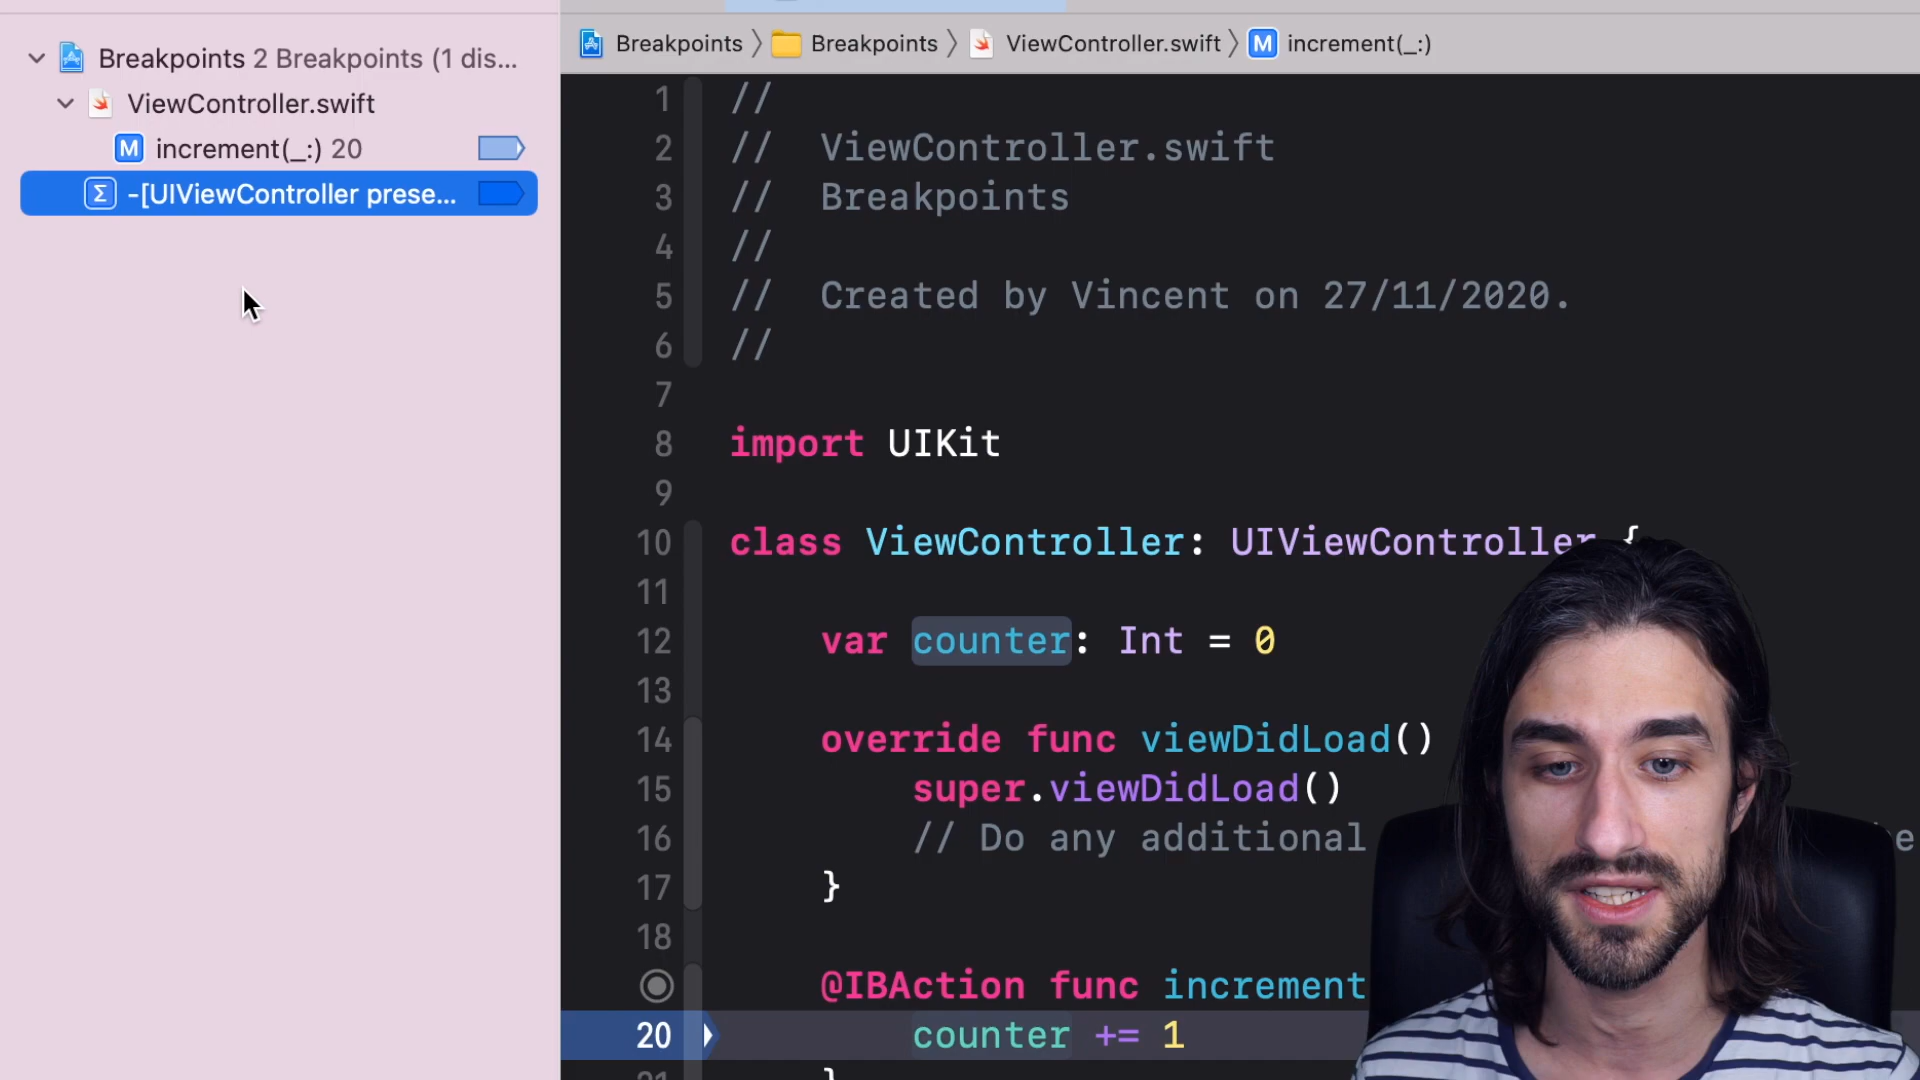 Breakpoints 2 Breakpoints (1 dis...
ViewController.swift
M increment(_:) 20
Σ -[UIViewController prese...
Breakpoints 〉 Breakpoints 〉 ViewController.swift 〉 M increment(_:)
1 //
2 //  ViewController.swift
3 //  Breakpoints
4 //
5 //  Created by Vincent on 27/11/2020.
6 //
7
8 import UIKit
9
10 class ViewController: UIViewController {
11
12 var counter: Int = 0
13
14 override func viewDidLoad()
15 super.viewDidLoad()
16 // Do any additional
17 }
18
@IBAction func increment
20 counter += 1